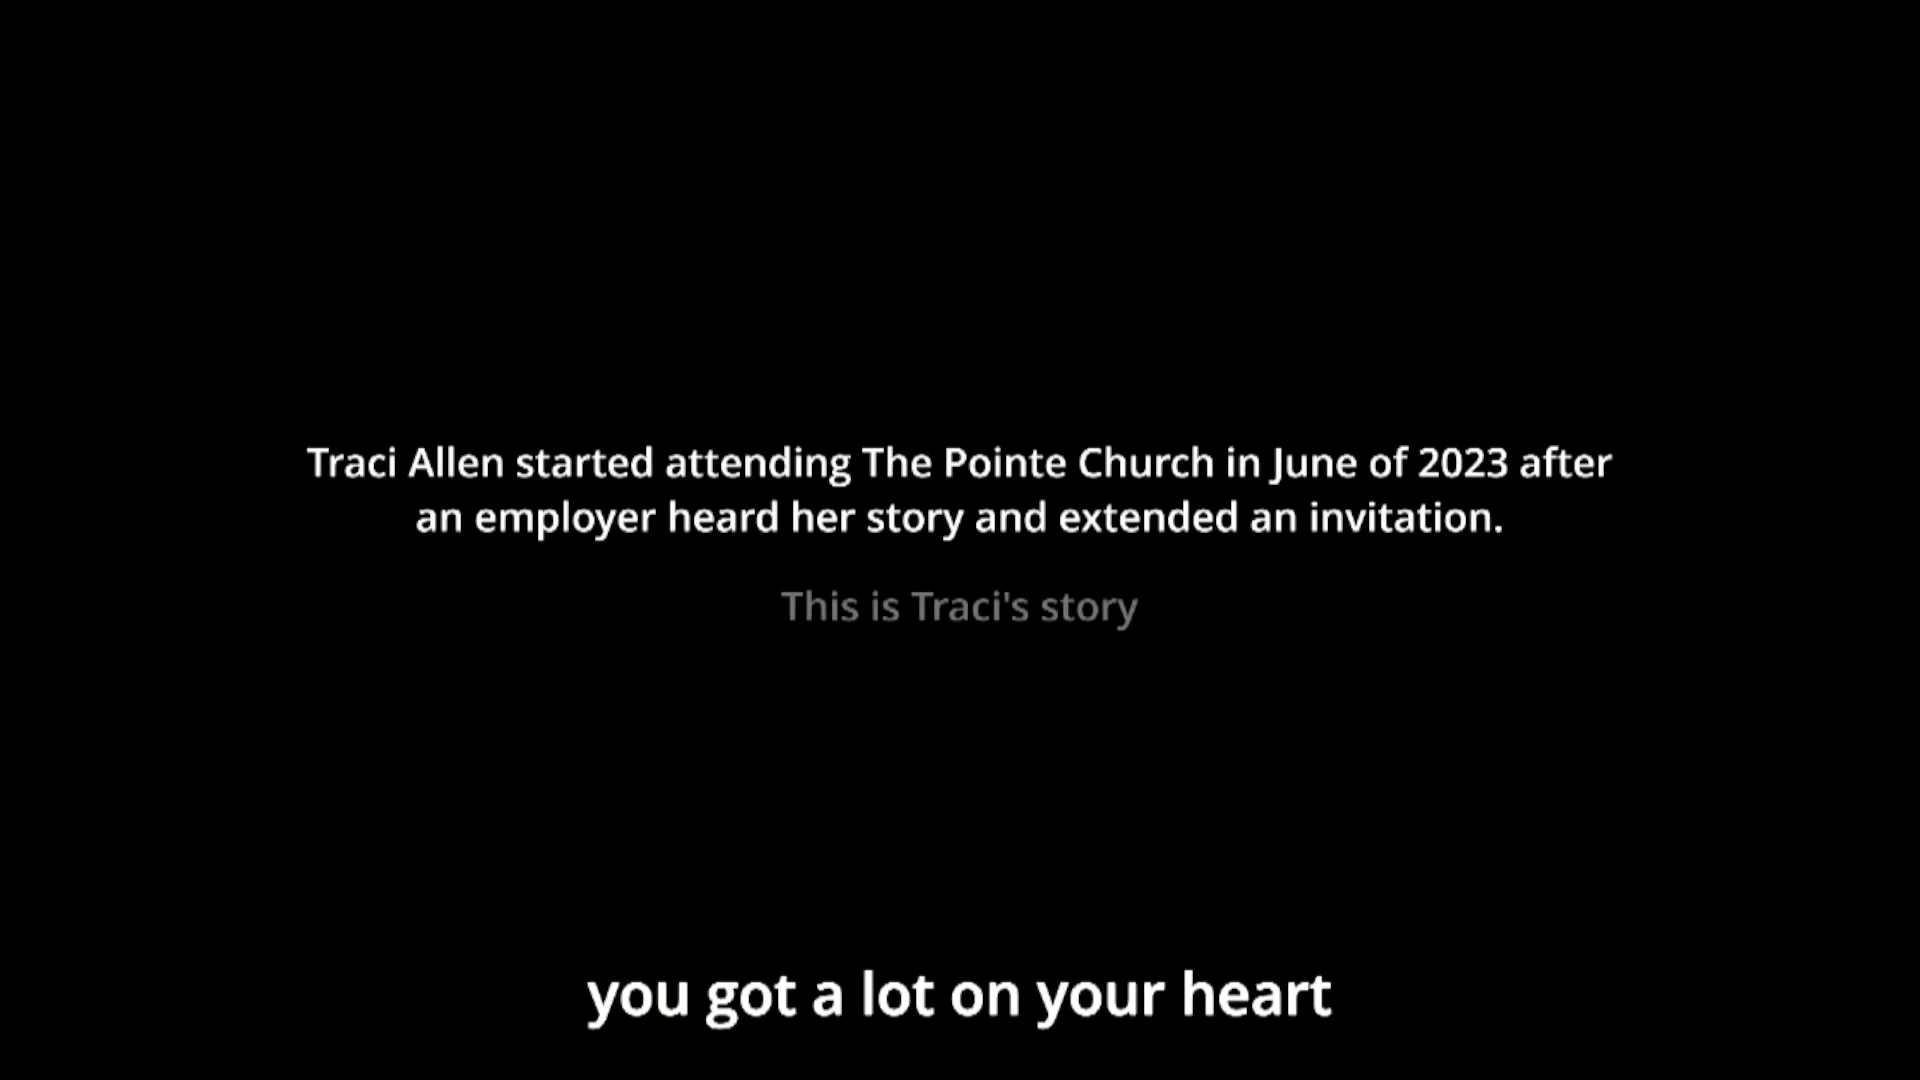 Traci Allen started attending The Pointe Church in June of 2023 after
an employer heard her story and extended an invitation.
This is Traci's story
you got a lot on your heart